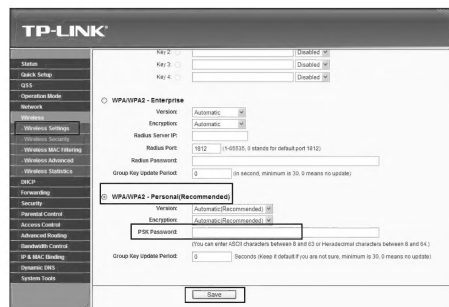 TP-LINK®
Status
Quick Setup
QSS
Operation Mode
Network
Wireless
- Wireless Settings
- Wireless Security
- Wireless MAC Filtering
- Wireless Advanced
- Wireless Statistics
DHCP
Forwarding
Security
Parental Control
Access Control
Advanced Routing
Bandwidth Control
IP & MAC Binding
Dynamic DNS
System Tools
Key 2: Disabled
Key 3: Disabled
Key 4: Disabled
WPA/WPA2 - Enterprise
Version: Automatic
Encryption: Automatic
Radius Server IP:
Radius Port: 1812 (1-65535, 0 stands for default port 1812)
Radius Password:
Group Key Update Period: 0 (in second, minimum is 30, 0 means no update)
WPA/WPA2 - Personal(Recommended)
Version: Automatic(Recommended)
Encryption: Automatic(Recommended)
PSK Password:
(You can enter ASCII characters between 8 and 63 or Hexadecimal characters between 8 and 64.)
Group Key Update Period: 0 Seconds (Keep it default if you are not sure, minimum is 30, 0 means no update)
Save